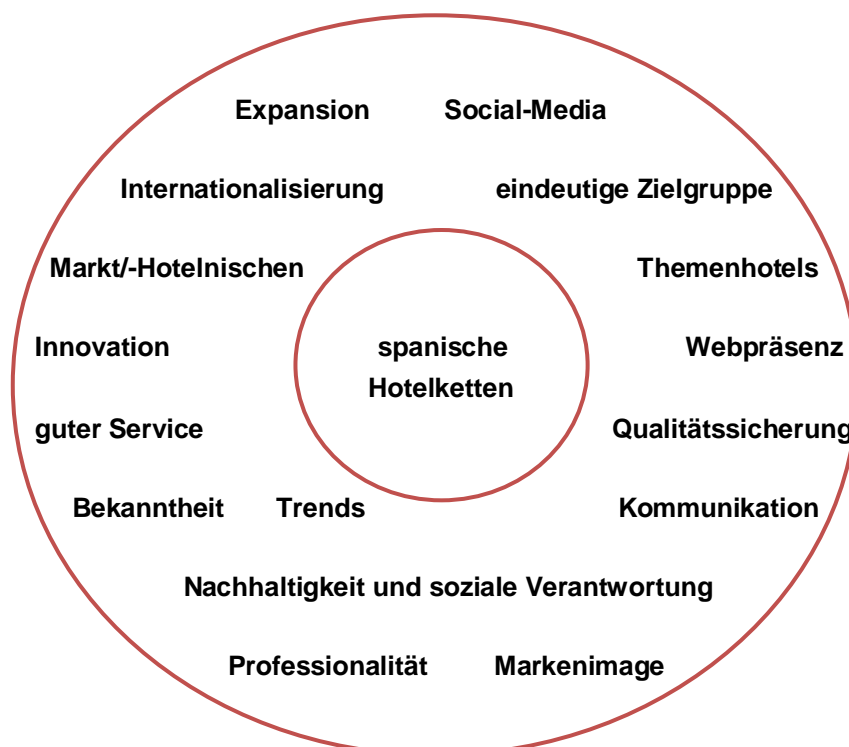 Expansion Social-Media
Internationalisierung eindeutige Zielgruppe
Markt/-Hotelnischen Themenhotels
Innovation spanische Webpräsenz
Hotelketten
guter Service Qualitätssicherung
Bekanntheit Trends Kommunikation
Nachhaltigkeit und soziale Verantwortung
Professionalität Markenimage